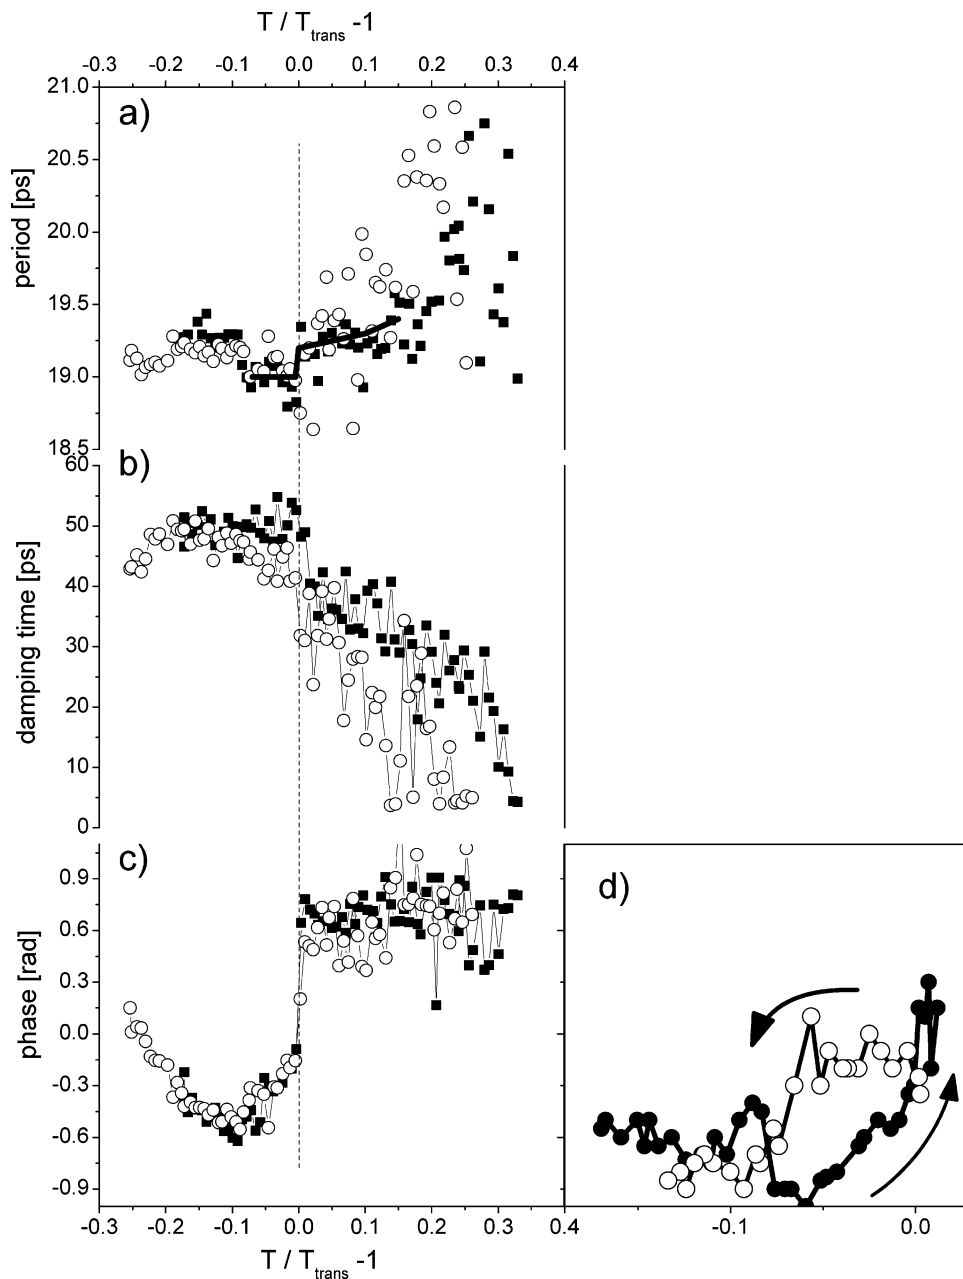 T / Ttrans -1
-0.3 -0.2 -0.1 0.0 0.1 0.2 0.3 0.4
a)
period [ps]
21.0
20.5
20.0
19.5
19.0
18.5
b)
damping time [ps]
60
50
40
30
20
10
0
c)
phase [rad]
0.9
0.6
0.3
0.0
-0.3
-0.6
-0.9
d)
-0.3 -0.2 -0.1 0.0 0.1 0.2 0.3 0.4 -0.1 0.0
T / Ttrans -1